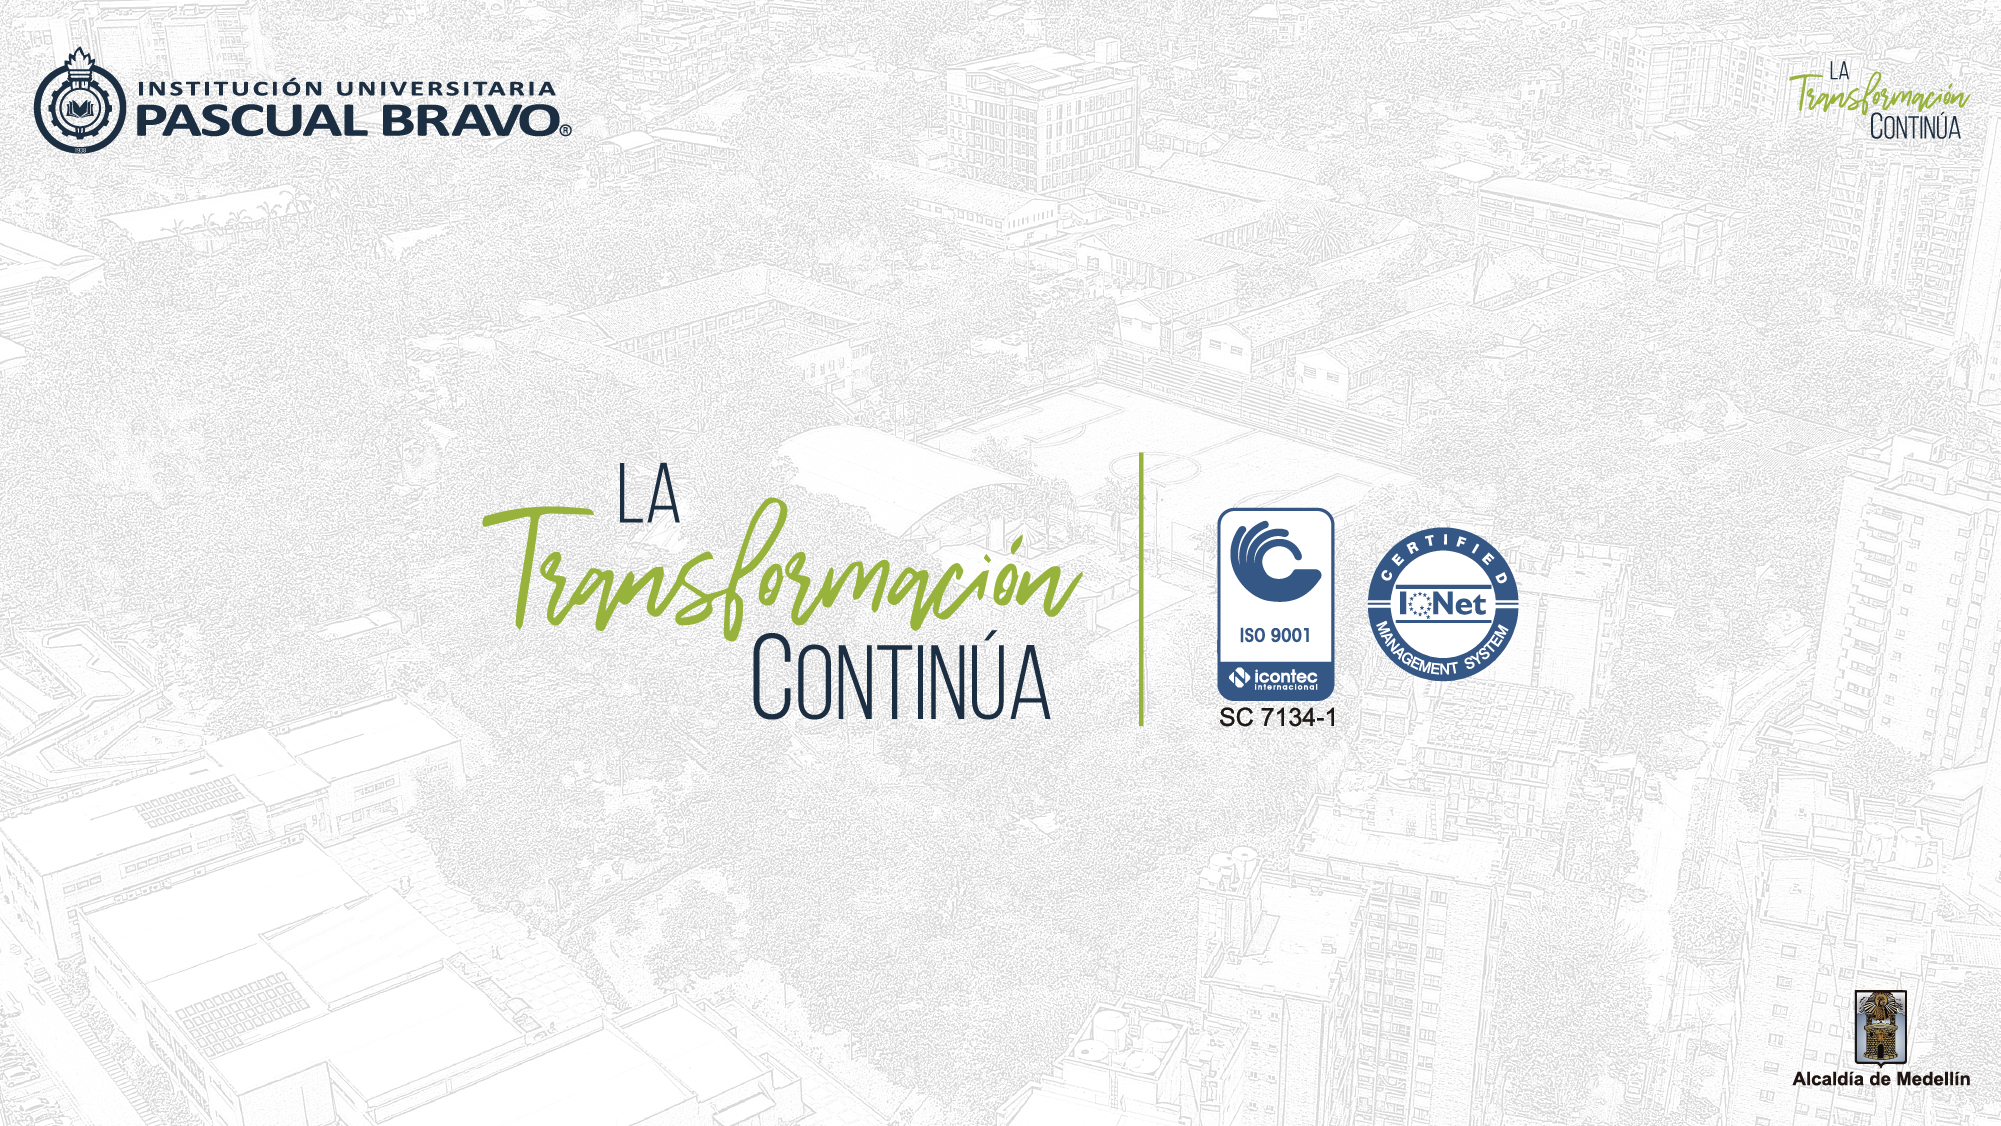 INSTITUCIÓN UNIVERSITARIA
PASCUAL BRAVO®
1938
LA
Transformación
CONTINÚA
LA
Transformación
CONTINÚA
ISO 9001
icontec
internacional
SC 7134-1
CERTIFIED
IQNet
MANAGEMENT SYSTEM
Alcaldía de Medellín